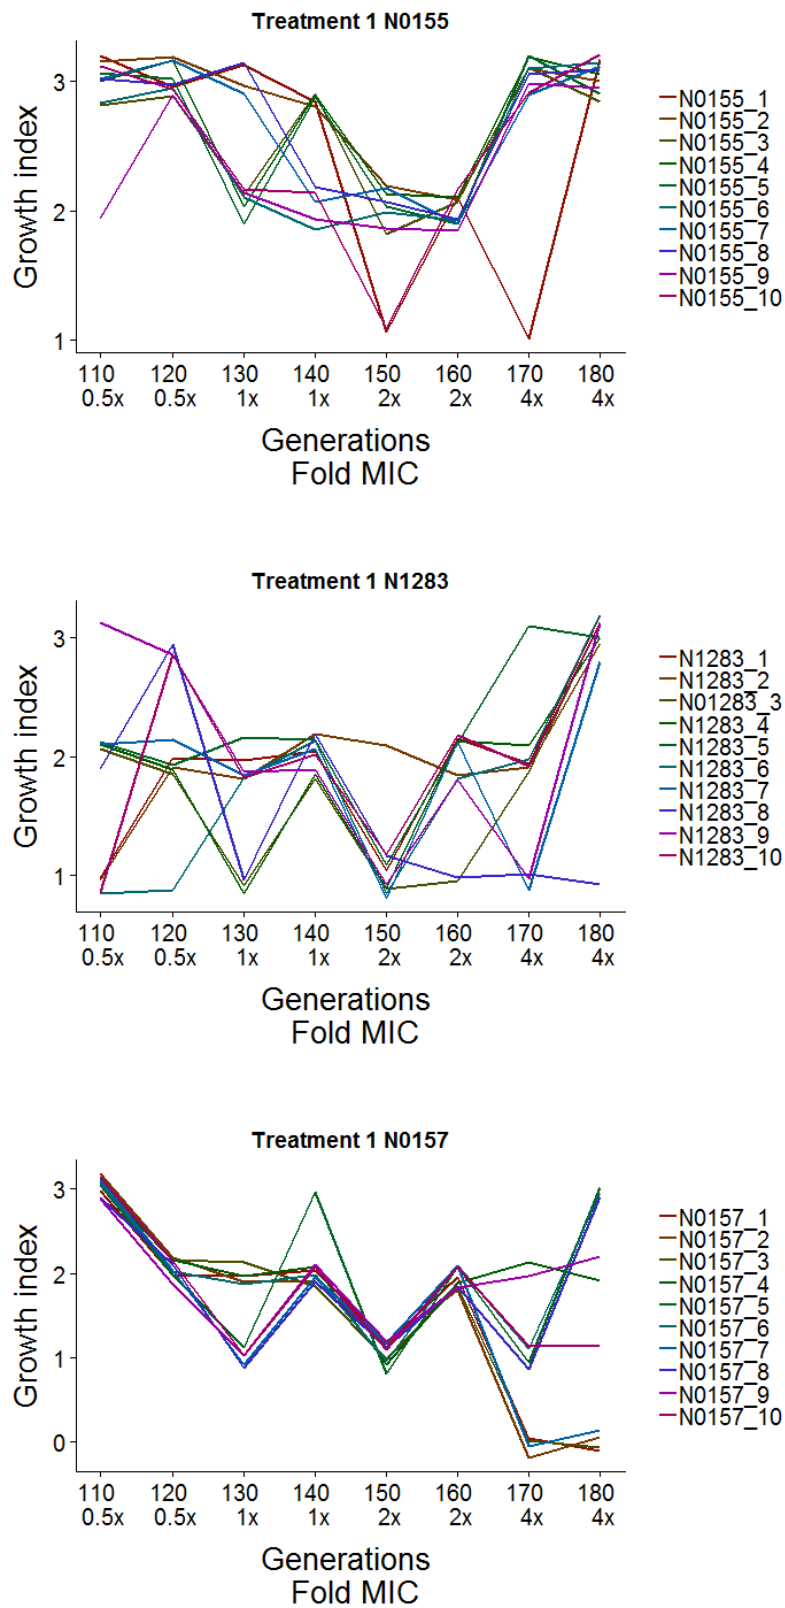 Treatment 1 N0155
Growth index
3
2
1
110 120 130 140 150 160 170 180
0.5x 0.5x 1x 1x 2x 2x 4x 4x
Generations
Fold MIC
N0155_1
N0155_2
N0155_3
N0155_4
N0155_5
N0155_6
N0155_7
N0155_8
N0155_9
N0155_10
Treatment 1 N1283
Growth index
3
2
1
110 120 130 140 150 160 170 180
0.5x 0.5x 1x 1x 2x 2x 4x 4x
Generations
Fold MIC
N1283_1
N1283_2
N01283_3
N1283_4
N1283_5
N1283_6
N1283_7
N1283_8
N1283_9
N1283_10
Treatment 1 N0157
Growth index
3
2
1
0
110 120 130 140 150 160 170 180
0.5x 0.5x 1x 1x 2x 2x 4x 4x
Generations
Fold MIC
N0157_1
N0157_2
N0157_3
N0157_4
N0157_5
N0157_6
N0157_7
N0157_8
N0157_9
N0157_10